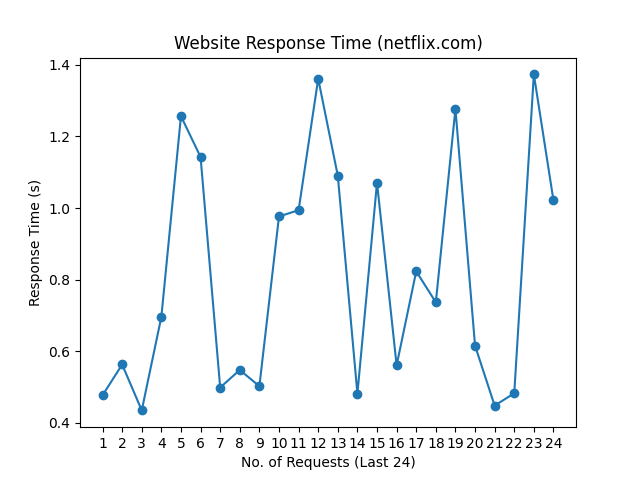 Website Response Time (netflix.com)
Response Time (s)
1.4
1.2
1.0
0.8
0.6
0.4
1 2 3 4 5 6 7 8 9 10 11 12 13 14 15 16 17 18 19 20 21 22 23 24
No. of Requests (Last 24)